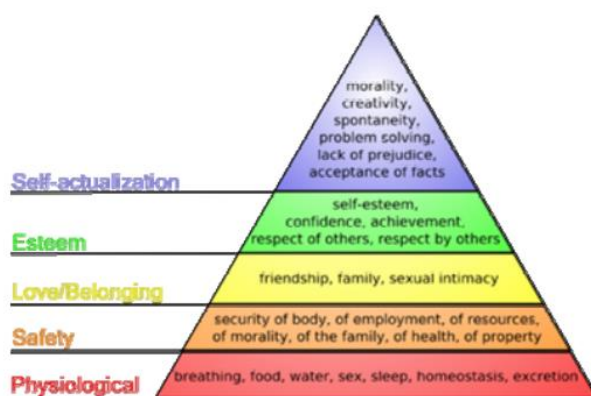 morality,
creativity,
spontaneity,
problem solving,
lack of prejudice,
acceptance of facts
Self-actualization
self-esteem,
confidence, achievement,
respect of others, respect by others
Esteem
friendship, family, sexual intimacy
Love/Belonging
security of body, of employment, of resources,
of morality, of the family, of health, of property
Safety
breathing, food, water, sex, sleep, homeostasis, excretion
Physiological